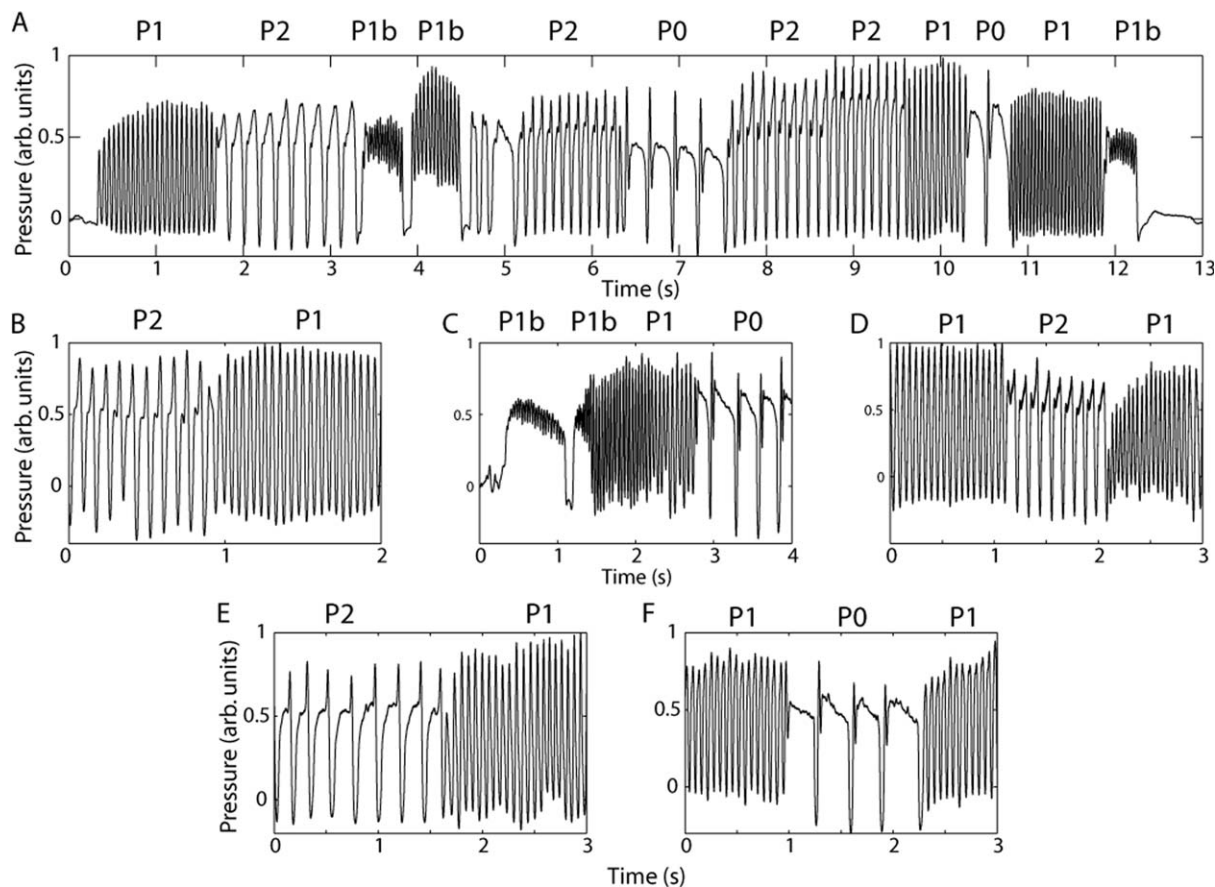 A P1 P2 P1b P1b P2 P0 P2 P2 P1 P0 P1 P1b
Pressure (arb. units)
1
0.5
0
0 1 2 3 4 5 6 7 8 9 10 11 12 13
Time (s)
B P2 P1
Pressure (arb. units)
1
0.5
0
0 1 2
C P1b P1b P1 P0
1
0.5
0
0 1 2 3 4
Time (s)
D P1 P2 P1
1
0.5
0
0 1 2 3
E P2 P1
Pressure (arb. units)
1
0.5
0
0 1 2 3
F P1 P0 P1
1
0.5
0
0 1 2 3
Time (s)